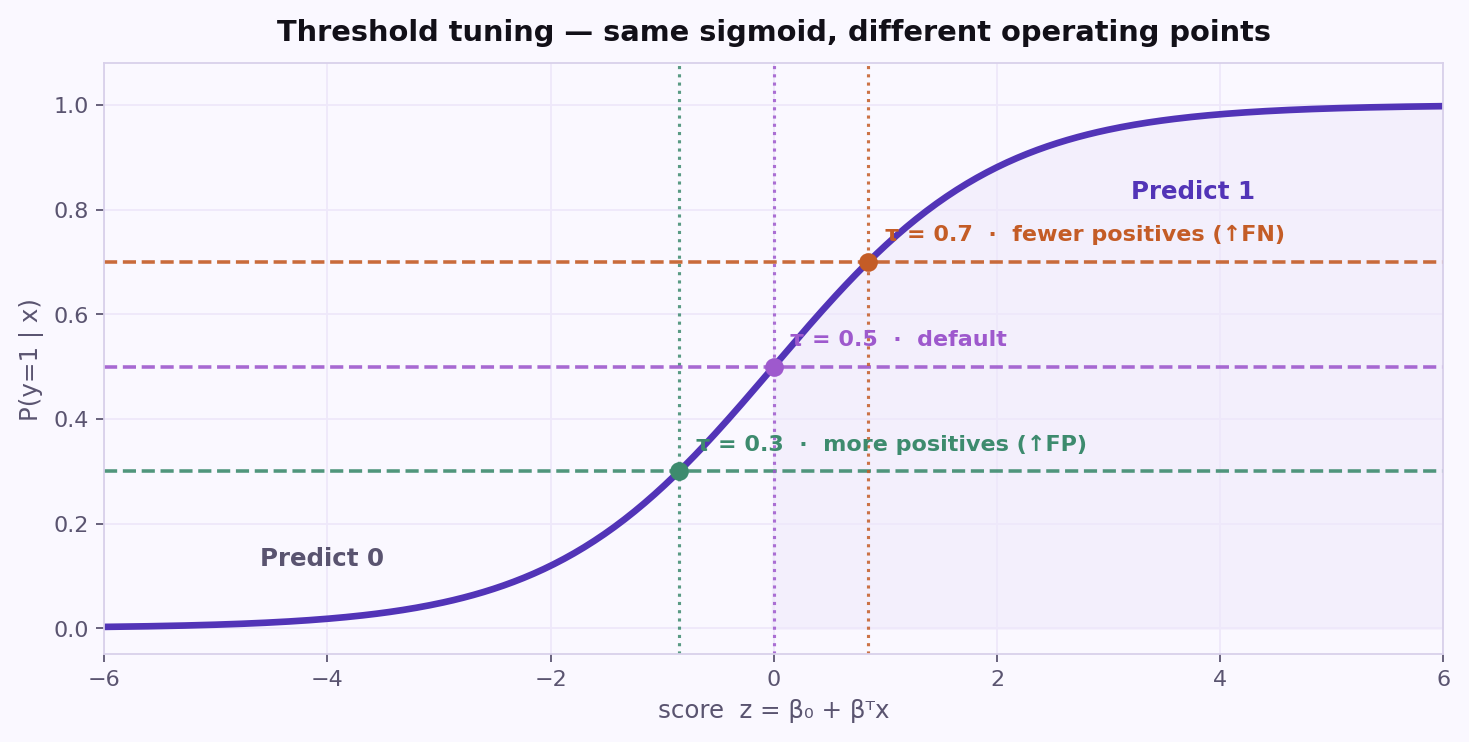 Threshold tuning — same sigmoid, different operating points
1.0
0.8
0.6
0.4
0.2
0.0
P(y=1 | x)
Predict 1
τ = 0.7 · fewer positives (↑FN)
τ = 0.5 · default
τ = 0.3 · more positives (↑FP)
Predict 0
−6 −4 −2 0 2 4 6
score z = β₀ + βᵀx